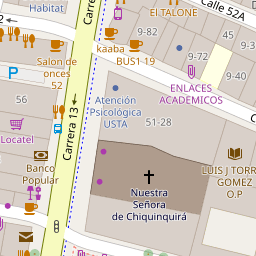 Habitat
El TALONE
Calle 52A
2 ←
9-82
kaaba
BUS1-19
9-72
9-40
Salon de
onces
52
P
ENLACES
ACADEMICOS
Atención
Psicológica
USTA
56
51-28
Carrera 13 →
Locatel
Banco
Popular
LUIS J TORR
GOMEZ
O.P
Nuestra
Señora
de Chiquinquirá